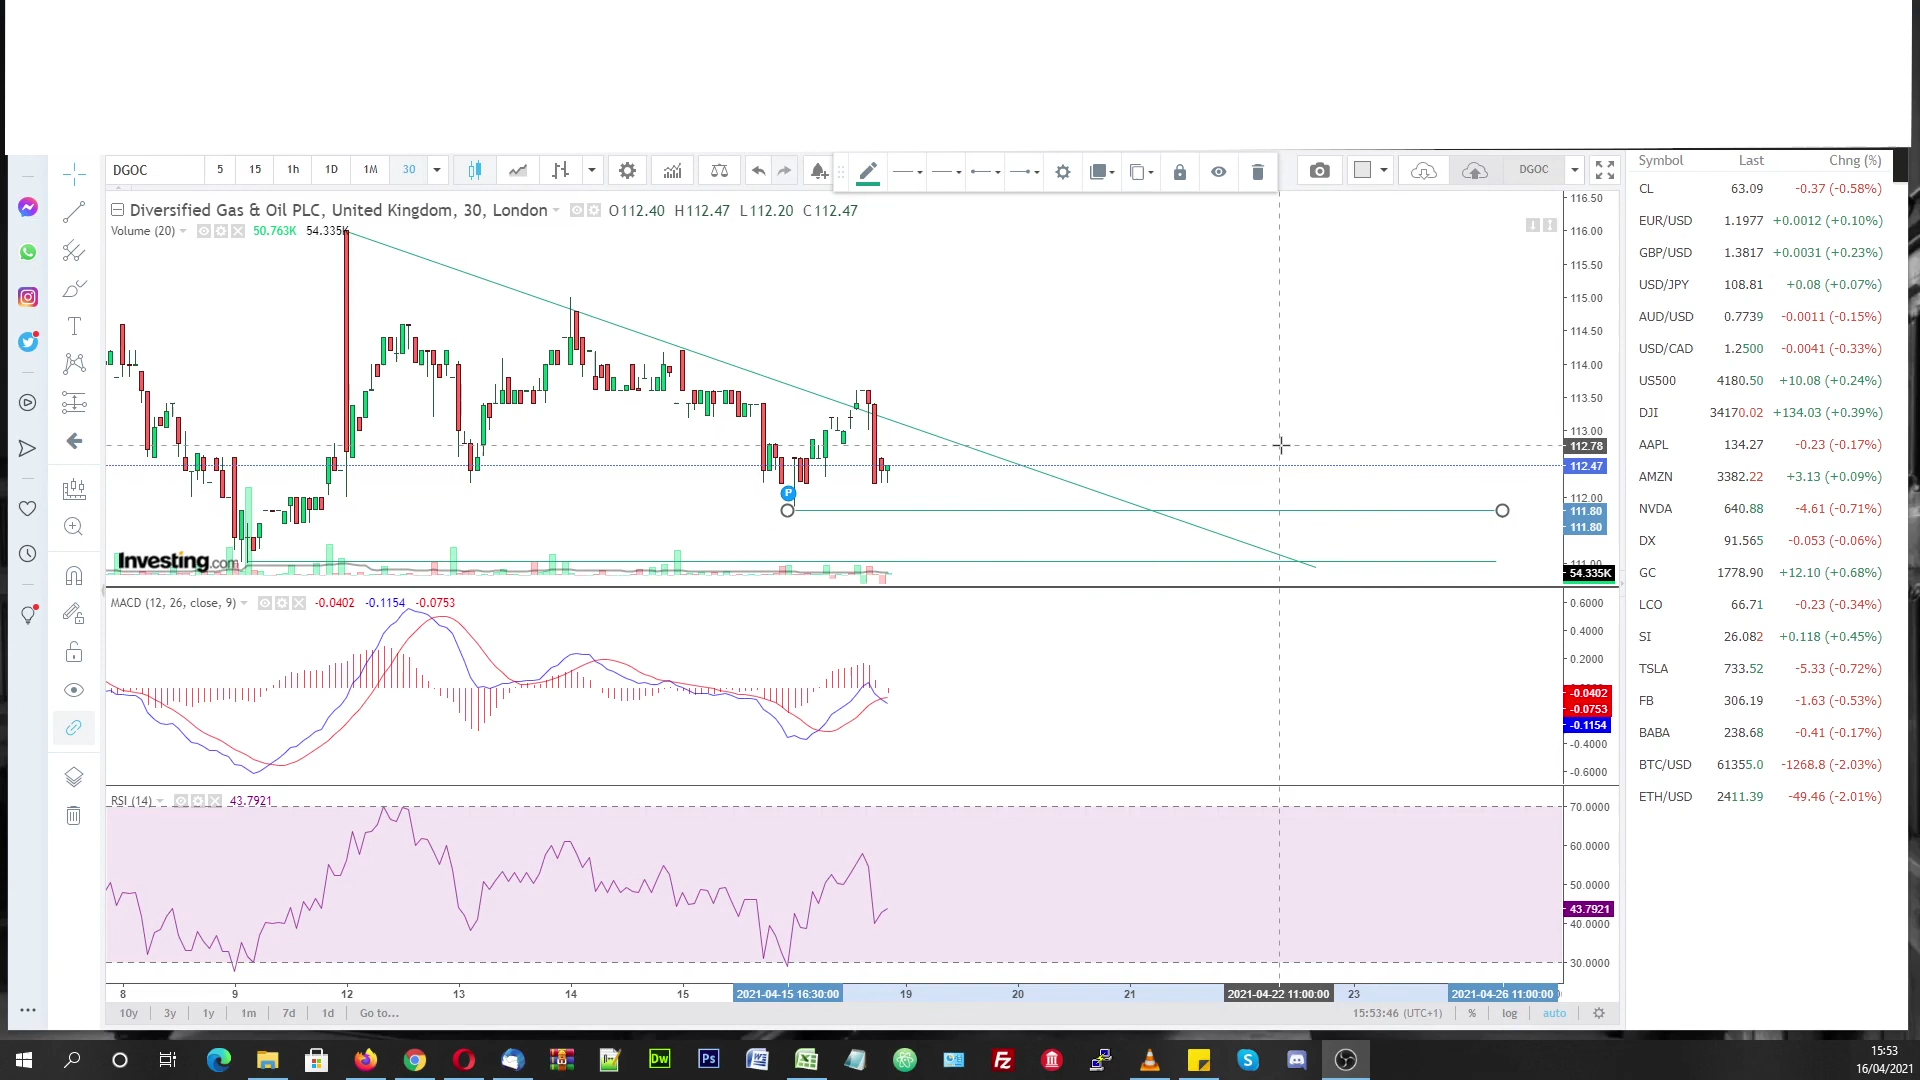 DGOC 5 15 1h 1D 1M 30 DGOC
Diversified Gas & Oil PLC, United Kingdom, 30, London O112.40 H112.47 L112.20 C112.47
Volume (20) 50.763K 54.335K
116.50
116.00
115.50
115.00
114.50
114.00
113.50
113.00
112.78
112.47
112.00
111.80
111.80
54.335K
P
Investing.com
MACD (12, 26, close, 9) -0.0402 -0.1154 -0.0753
0.6000
0.4000
0.2000
-0.0402
-0.0753
-0.1154
-0.4000
-0.6000
RSI (14) 43.7921
70.0000
60.0000
50.0000
43.7921
40.0000
30.0000
8 9 12 13 14 15 2021-04-15 16:30:00 19 20 21 2021-04-22 11:00:00 23 2021-04-26 11:00:00
10y 3y 1y 1m 7d 1d Go to... 15:53:46 (UTC+1) % log auto
Symbol Last Chng (%)
CL 63.09 -0.37 (-0.58%)
EUR/USD 1.1977 +0.0012 (+0.10%)
GBP/USD 1.3817 +0.0031 (+0.23%)
USD/JPY 108.81 +0.08 (+0.07%)
AUD/USD 0.7739 -0.0011 (-0.15%)
USD/CAD 1.2500 -0.0041 (-0.33%)
US500 4180.50 +10.08 (+0.24%)
DJI 34170.02 +134.03 (+0.39%)
AAPL 134.27 -0.23 (-0.17%)
AMZN 3382.22 +3.13 (+0.09%)
NVDA 640.88 -4.61 (-0.71%)
DX 91.565 -0.053 (-0.06%)
GC 1778.90 +12.10 (+0.68%)
LCO 66.71 -0.23 (-0.34%)
SI 26.082 +0.118 (+0.45%)
TSLA 733.52 -5.33 (-0.72%)
FB 306.19 -1.63 (-0.53%)
BABA 238.68 -0.41 (-0.17%)
BTC/USD 61355.0 -1268.8 (-2.03%)
ETH/USD 2411.39 -49.46 (-2.01%)
Dw Ps
15:53
16/04/2021